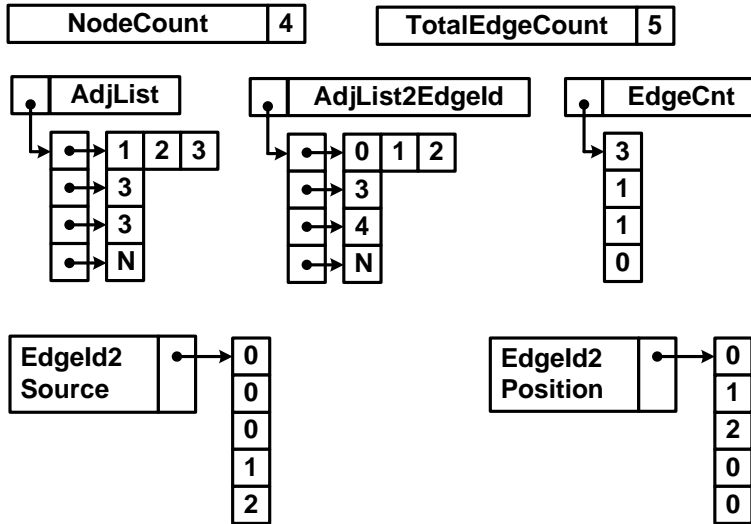 NodeCount 4 TotalEdgeCount 5
AdjList AdjList2EdgeId EdgeCnt
1 2 3 0 1 2 3
3 3 1
3 4 1
N N 0
EdgeId2 0 EdgeId2 0
Source 0 Position 1
0 2
1 0
2 0